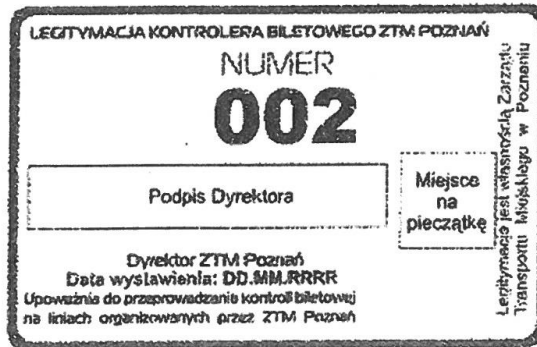 LEGITYMACJA KONTROLERA BILETOWEGO ZTM POZNAŃ
NUMER
002
Podpis Dyrektora
Miejsce
na
pieczątkę
Dyrektor ZTM Poznań
Data wystawienia: DD.MM.RRRR
Upoważnia do przeprowadzania kontroli biletowej
na liniach organizowanych przez ZTM Poznań
Legitymacja jest własnością Zarządu
Transportu Miejskiego w Poznaniu